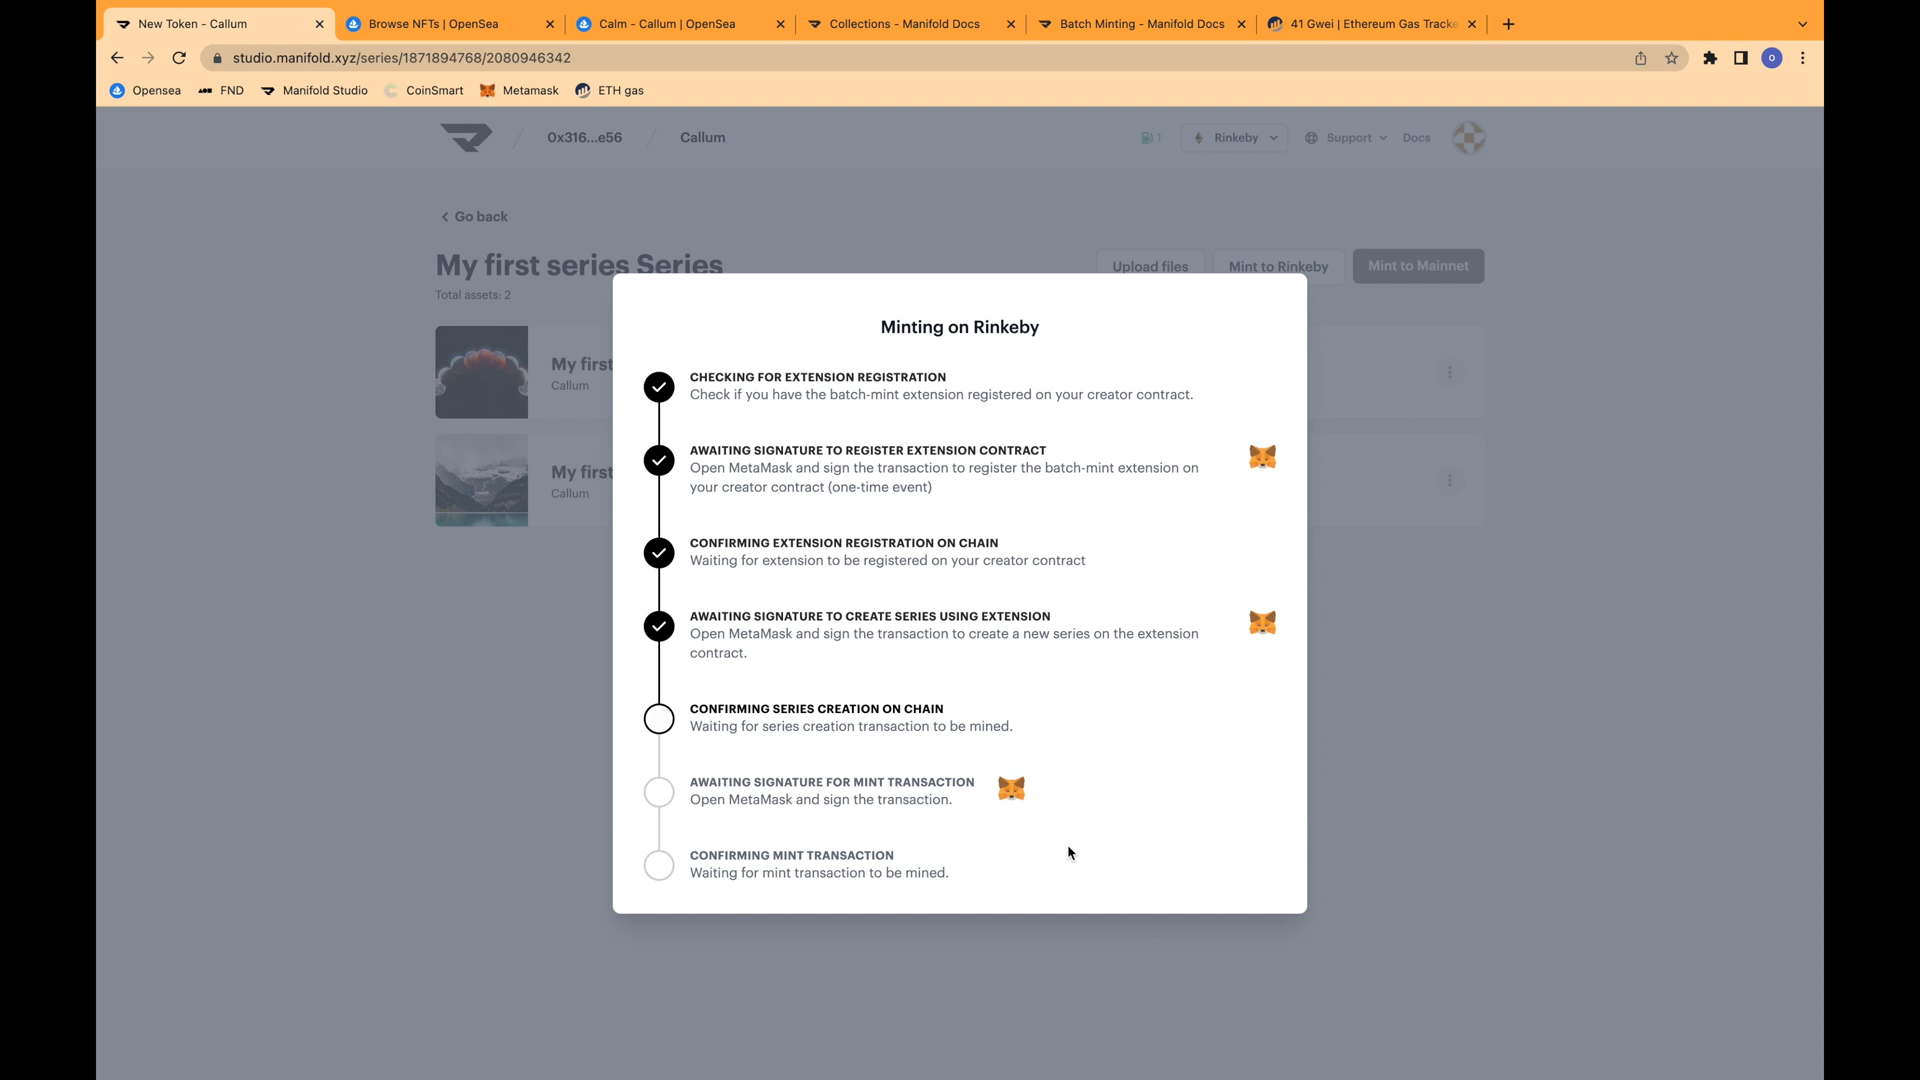 New Token - Callum
Browse NFTs | OpenSea
Calm - Callum | OpenSea
Collections - Manifold Docs
Batch Minting - Manifold Docs
41 Gwei | Ethereum Gas Tracke
studio.manifold.xyz/series/1871894768/2080946342
O
Opensea
FND
Manifold Studio
CoinSmart
Metamask
ETH gas
/ 0x316...e56 / Callum
1
Rinkeby
Support
Docs
Go back
My first series Series
Total assets: 2
Upload files
Mint to Rinkeby
Mint to Mainnet
My first
Callum
My first
Callum
Minting on Rinkeby
CHECKING FOR EXTENSION REGISTRATION
Check if you have the batch-mint extension registered on your creator contract.
AWAITING SIGNATURE TO REGISTER EXTENSION CONTRACT
Open MetaMask and sign the transaction to register the batch-mint extension on
your creator contract (one-time event)
CONFIRMING EXTENSION REGISTRATION ON CHAIN
Waiting for extension to be registered on your creator contract
AWAITING SIGNATURE TO CREATE SERIES USING EXTENSION
Open MetaMask and sign the transaction to create a new series on the extension
contract.
CONFIRMING SERIES CREATION ON CHAIN
Waiting for series creation transaction to be mined.
AWAITING SIGNATURE FOR MINT TRANSACTION
Open MetaMask and sign the transaction.
CONFIRMING MINT TRANSACTION
Waiting for mint transaction to be mined.